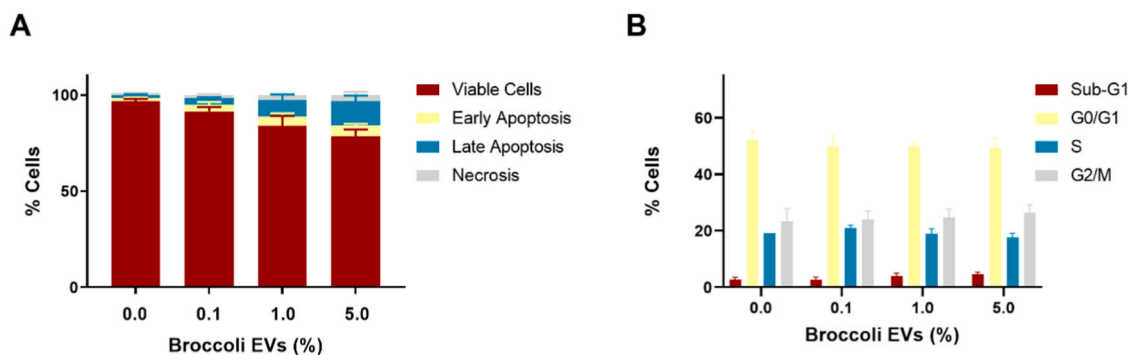 A
% Cells
100
50
0
0.0 0.1 1.0 5.0
Broccoli EVs (%)
Viable Cells
Early Apoptosis
Late Apoptosis
Necrosis
B
% Cells
60
40
20
0
0.0 0.1 1.0 5.0
Broccoli EVs (%)
Sub-G1
G0/G1
S
G2/M